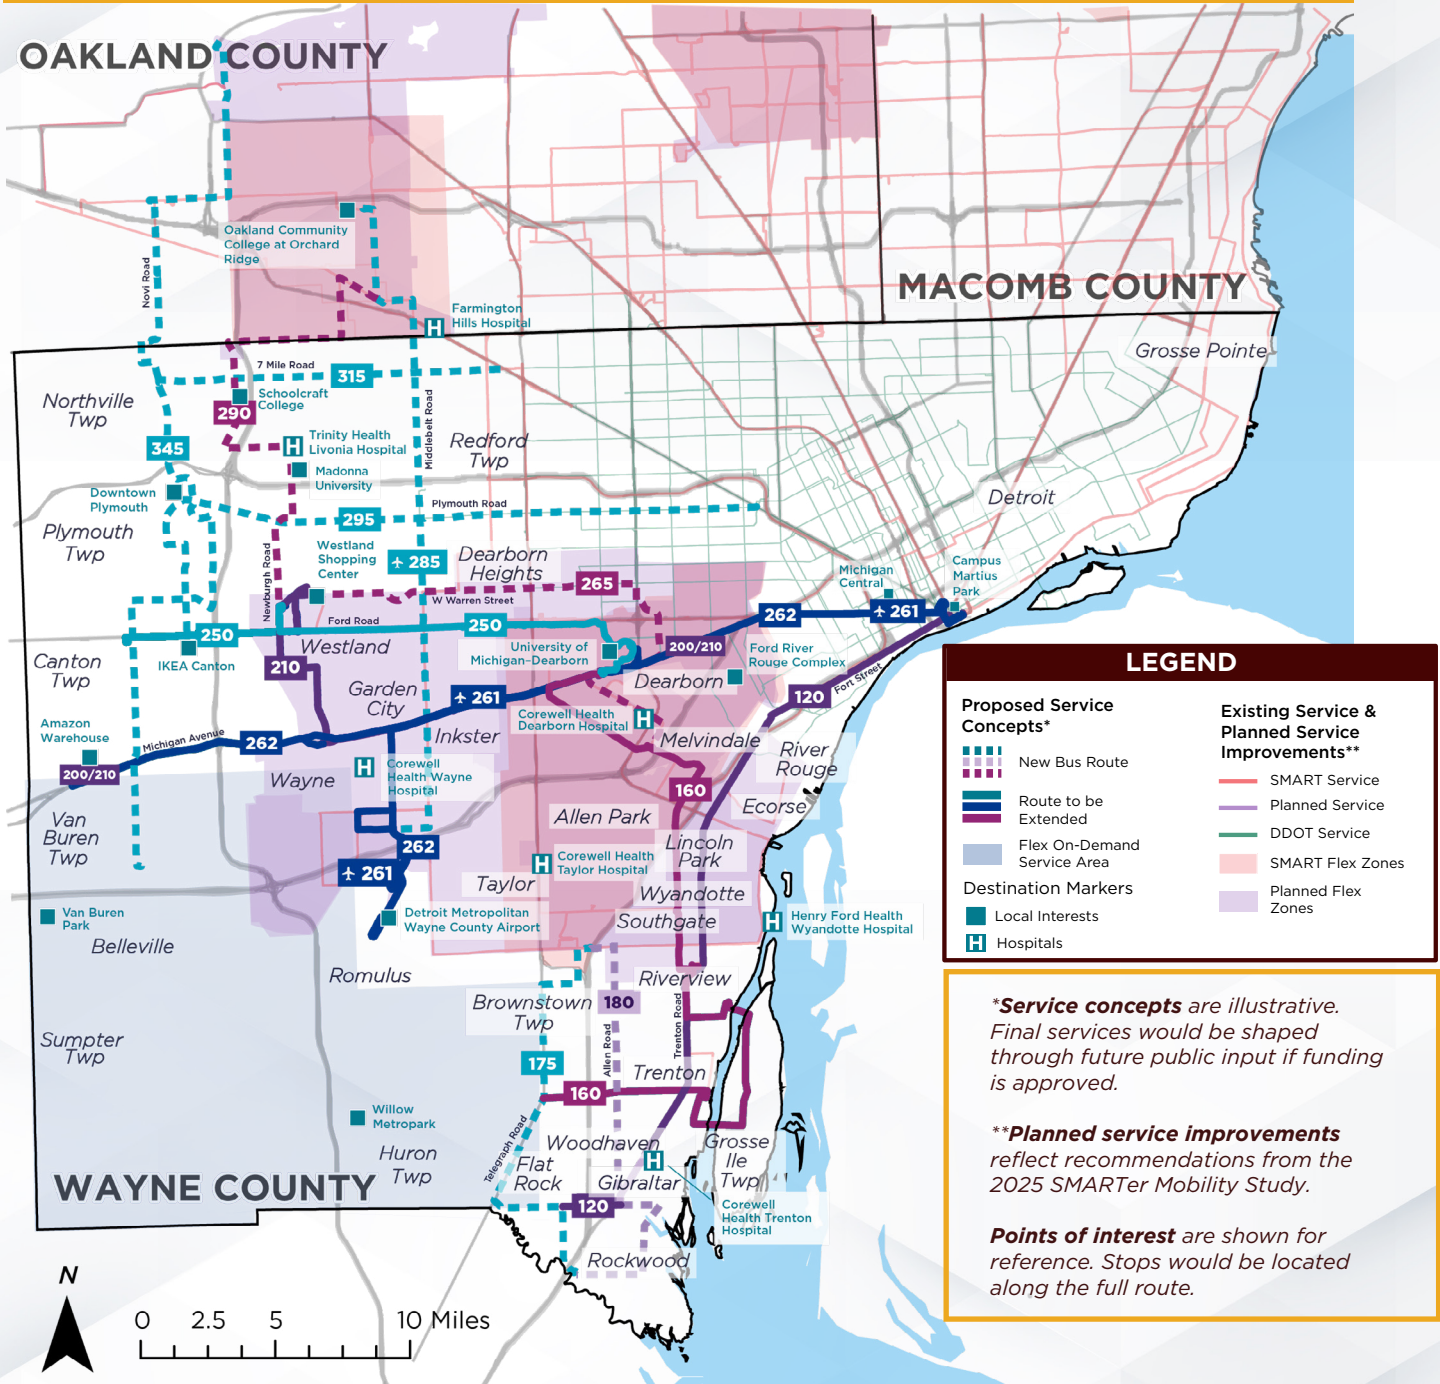 OAKLAND COUNTY
Novi Road
Oakland Community
College at Orchard
Ridge
MACOMB COUNTY
Farmington
Hills Hospital
Grosse Pointe
7 Mile Road
315
Schoolcraft
College
290
Northville
Twp
Middlebelt Road
345
Trinity Health
Livonia Hospital
Redford
Twp
Madonna
University
Downtown
Plymouth
Plymouth Road
Detroit
295
Plymouth
Twp
Newburgh Road
Westland
Shopping
Center
285
Dearborn
Heights
Michigan
Central
Campus
Martius
Park
265
W Warren Street
262
261
Ford Road
250
250
Westland
University of
Michigan–Dearborn
200/210
Ford River
Rouge Complex
IKEA Canton
210
Canton
Twp
Dearborn
Fort Street
120
Garden
City
261
Corewell Health
Dearborn Hospital
Amazon
Warehouse
Michigan Avenue
262
Inkster
Melvindale
River
Rouge
200/210
Wayne
Corewell
Health Wayne
Hospital
160
Ecorse
Van
Buren
Twp
Allen Park
262
Lincoln
Park
261
Corewell Health
Taylor Hospital
Taylor
Wyandotte
Van Buren
Park
Detroit Metropolitan
Wayne County Airport
Southgate
Henry Ford Health
Wyandotte Hospital
Belleville
Romulus
Riverview
Brownstown
Twp
180
Trenton Road
Allen Road
Sumpter
Twp
175
Trenton
160
Willow
Metropark
Telegraph Road
Woodhaven
Grosse
Ile
Twp
Huron
Twp
Flat
Rock
Gibraltar
WAYNE COUNTY
120
Corewell
Health Trenton
Hospital
Rockwood
N
0 2.5 5 10 Miles
LEGEND
Proposed Service
Concepts*
New Bus Route
Route to be
Extended
Flex On-Demand
Service Area
Destination Markers
Local Interests
H Hospitals
Existing Service &
Planned Service
Improvements**
SMART Service
Planned Service
DDOT Service
SMART Flex Zones
Planned Flex
Zones
*Service concepts are illustrative.
Final services would be shaped
through future public input if funding
is approved.
**Planned service improvements
reflect recommendations from the
2025 SMARTer Mobility Study.
Points of interest are shown for
reference. Stops would be located
along the full route.